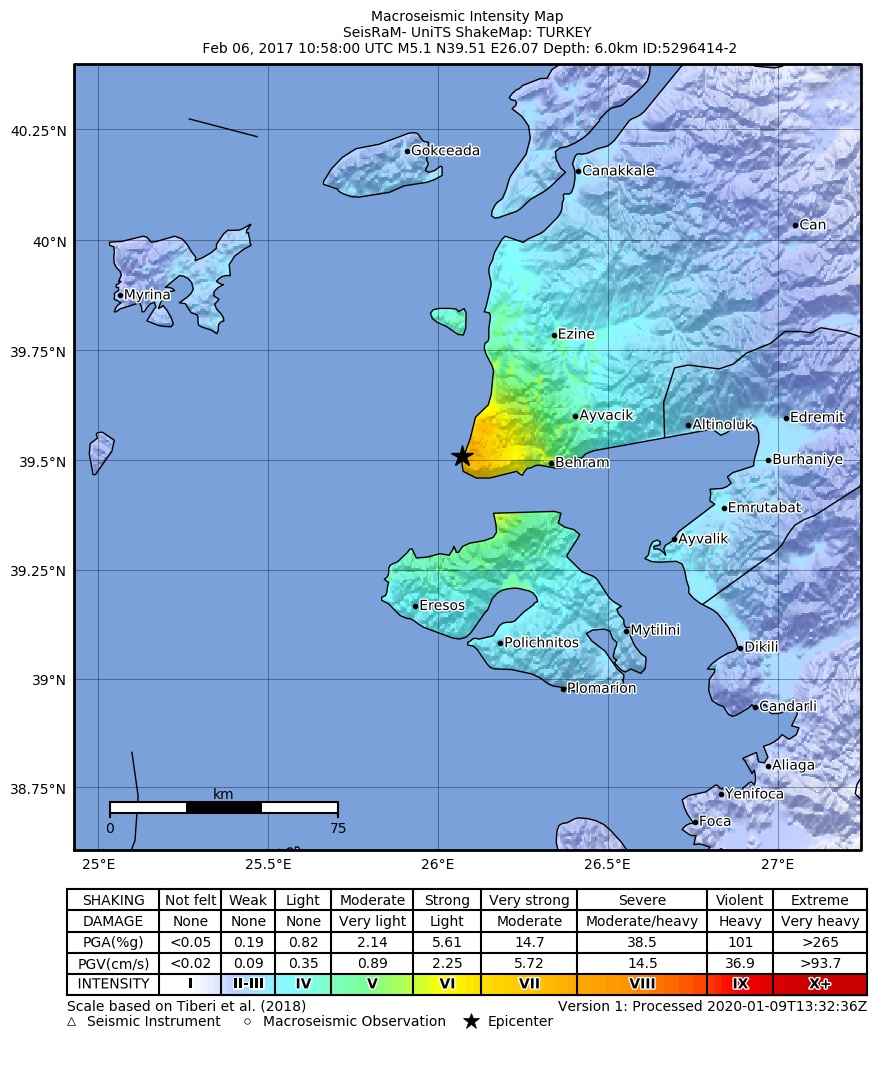 Macroseismic Intensity Map
SeisRaM- UniTS ShakeMap: TURKEY
Feb 06, 2017 10:58:00 UTC M5.1 N39.51 E26.07 Depth: 6.0km ID:5296414-2
40.25°N
Gokceada
Canakkale
Can
40°N
Myrina
39.75°N
Ezine
Ayvacik
Altinoluk
Edremit
39.5°N
Behram
Burhaniye
Emrutabat
Ayvalik
39.25°N
Eresos
Mytilini
Polichnitos
Dikili
39°N
Plomarion
Candarli
Aliaga
38.75°N
Yenifoca
km
Foca
0 75
25°E 25.5°E 26°E 26.5°E 27°E
SHAKING Not felt Weak Light Moderate Strong Very strong Severe Violent Extreme
DAMAGE None None None Very light Light Moderate Moderate/heavy Heavy Very heavy
PGA(%g) <0.05 0.19 0.82 2.14 5.61 14.7 38.5 101 >265
PGV(cm/s) <0.02 0.09 0.35 0.89 2.25 5.72 14.5 36.9 >93.7
INTENSITY I II-III IV V VI VII VIII IX X+
Scale based on Tiberi et al. (2018) Version 1: Processed 2020-01-09T13:32:36Z
△ Seismic Instrument ○ Macroseismic Observation ★ Epicenter